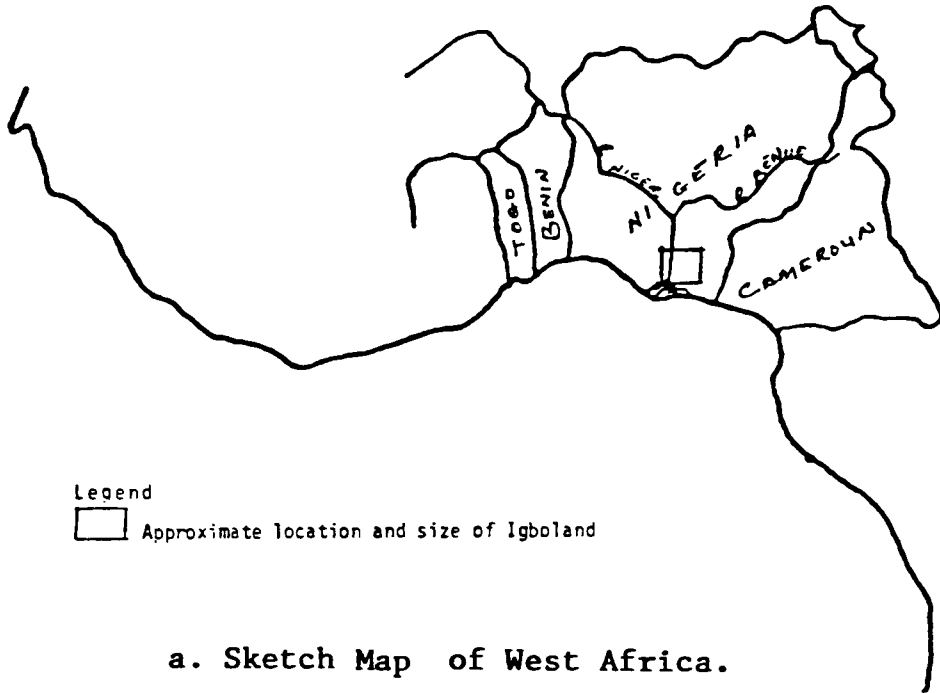 NIGERIA
R NIGER
R BENUE
TOGO
BENIN
CAMEROUN
Legend
Approximate location and size of Igboland
a. Sketch Map of West Africa.